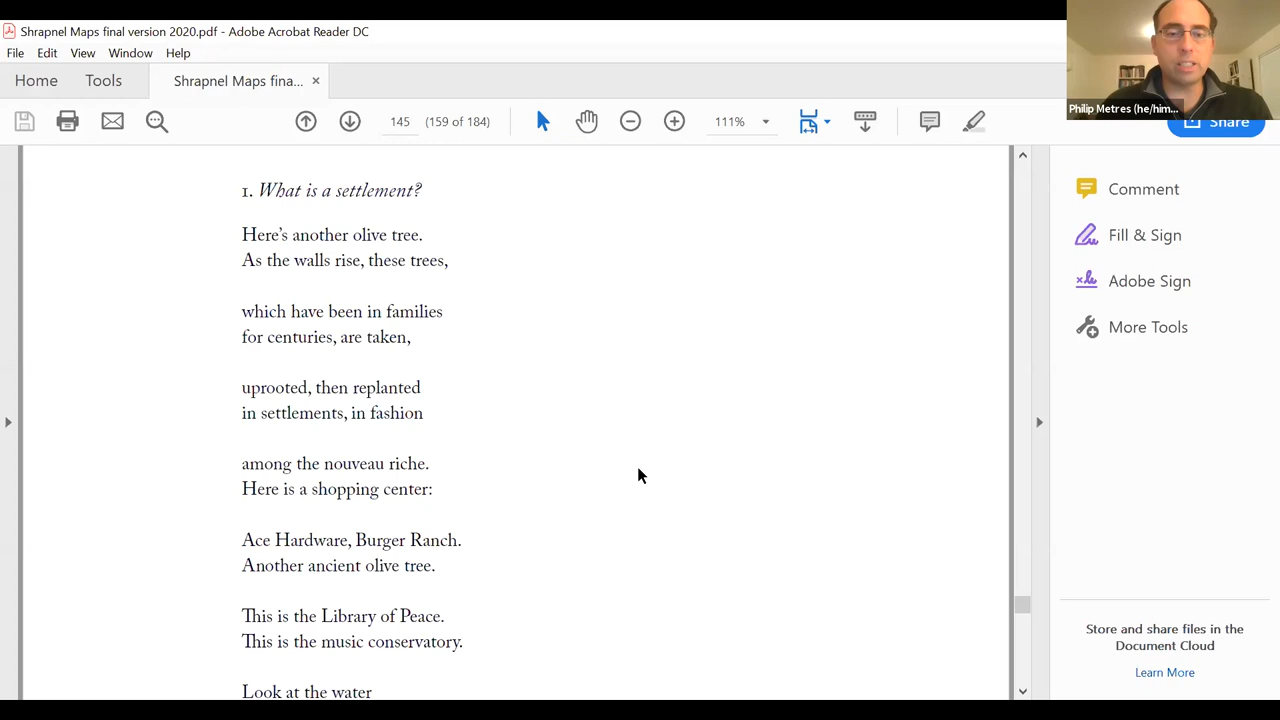 Shrapnel Maps final version 2020.pdf - Adobe Acrobat Reader DC
File Edit View Window Help
Home Tools Shrapnel Maps fina... ×
145 (159 of 184) 111%
Philip Metres (he/him...
Share
1. What is a settlement?
Here's another olive tree.
As the walls rise, these trees,
which have been in families
for centuries, are taken,
uprooted, then replanted
in settlements, in fashion
among the nouveau riche.
Here is a shopping center:
Ace Hardware, Burger Ranch.
Another ancient olive tree.
This is the Library of Peace.
This is the music conservatory.
Look at the water
Comment
Fill & Sign
Adobe Sign
More Tools
Store and share files in the
Document Cloud
Learn More